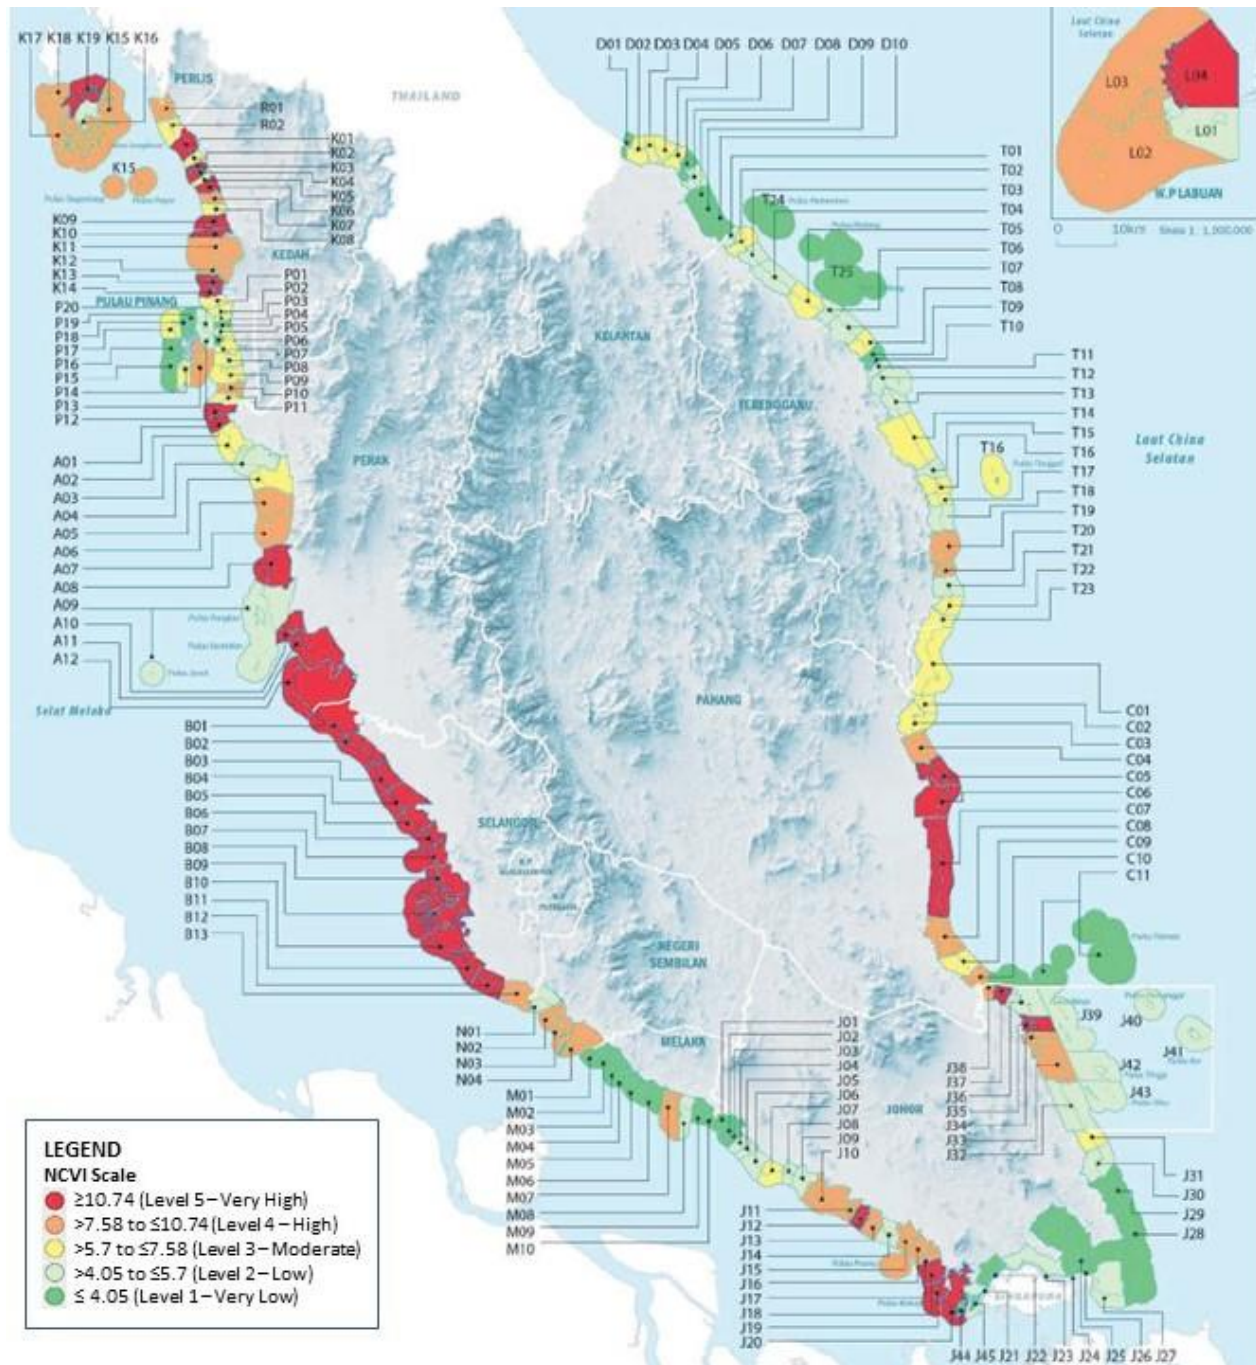 K17 K18 K19 K15 K16
PERLIS
THAILAND
D01 D02 D03 D04 D05 D06 D07 D08 D09 D10
Laut China
Selatan
L03
L04
L01
L02
W.P LABUAN
0 10km Skala 1 : 1,000,000
R01
R02
K01
K02
K03
K04
K05
K06
K07
K08
K15
K09
K10
K11
K12
K13
K14
KEDAH
PULAU PINANG
P01
P02
P03
P04
P05
P06
P07
P08
P09
P10
P11
P20
P19
P18
P17
P16
P15
P14
P13
P12
A01
A02
A03
A04
A05
A06
A07
A08
A09
A10
A11
A12
PERAK
KELANTAN
TERENGGANU
T24
T25
T01
T02
T03
T04
T05
T06
T07
T08
T09
T10
T11
T12
T13
T14
T15
T16
T17
T18
T19
T20
T21
T22
T23
T16
Laut China
Selatan
Selat Melaka
PAHANG
B01
B02
B03
B04
B05
B06
B07
B08
B09
B10
B11
B12
B13
SELANGOR
NEGERI
SEMBILAN
C01
C02
C03
C04
C05
C06
C07
C08
C09
C10
C11
N01
N02
N03
N04
MELAKA
M01
M02
M03
M04
M05
M06
M07
M08
M09
M10
J01
J02
J03
J04
J05
J06
J07
J08
J09
J10
JOHOR
J38
J37
J36
J35
J34
J33
J32
J39
J40
J41
J42
J43
J31
J30
J29
J28
J11
J12
J13
J14
J15
J16
J17
J18
J19
J20
J44 J45 J21 J22 J23 J24 J25 J26 J27
SINGAPURA
LEGEND
NCVI Scale
≥10.74 (Level 5 – Very High)
>7.58 to ≤10.74 (Level 4 – High)
>5.7 to ≤7.58 (Level 3 – Moderate)
>4.05 to ≤5.7 (Level 2 – Low)
≤ 4.05 (Level 1 – Very Low)